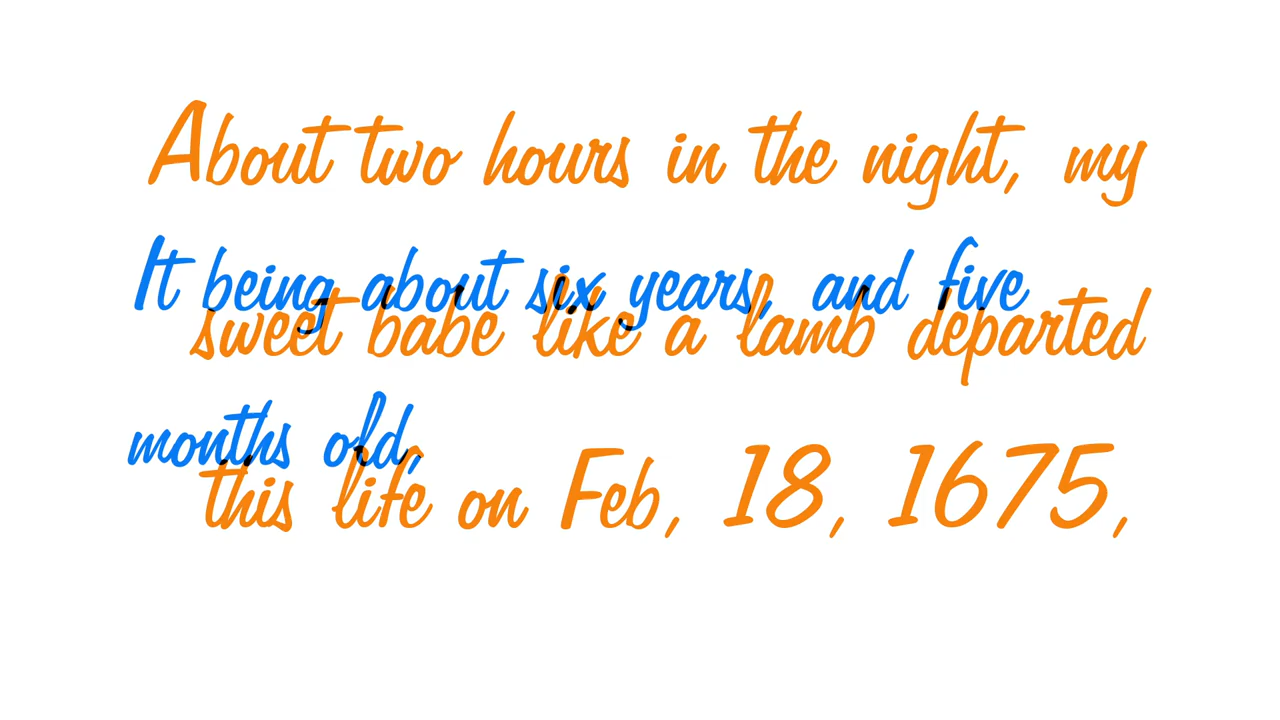 About two hours in the night, my
sweet babe like a lamb departed
this life on Feb, 18, 1675,
It being about six years, and five
months old,